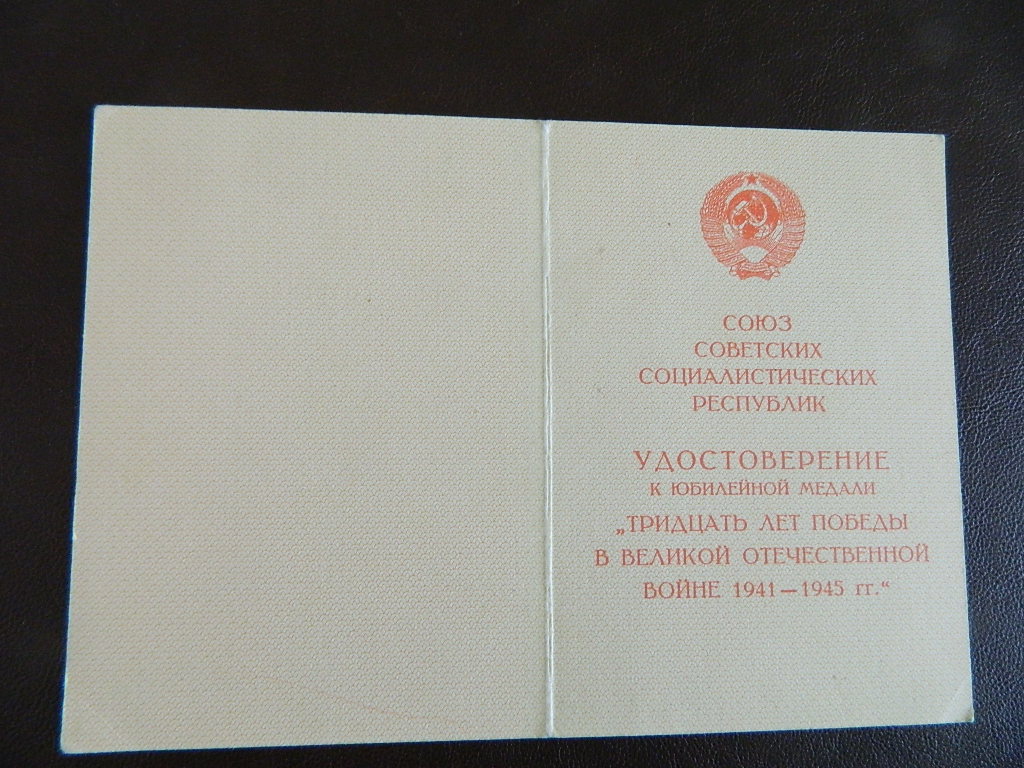 СОЮЗ
СОВЕТСКИХ
СОЦИАЛИСТИЧЕСКИХ
РЕСПУБЛИК
УДОСТОВЕРЕНИЕ
К ЮБИЛЕЙНОЙ МЕДАЛИ
„ТРИДЦАТЬ ЛЕТ ПОБЕДЫ
В ВЕЛИКОЙ ОТЕЧЕСТВЕННОЙ
ВОЙНЕ 1941—1945 гг.“